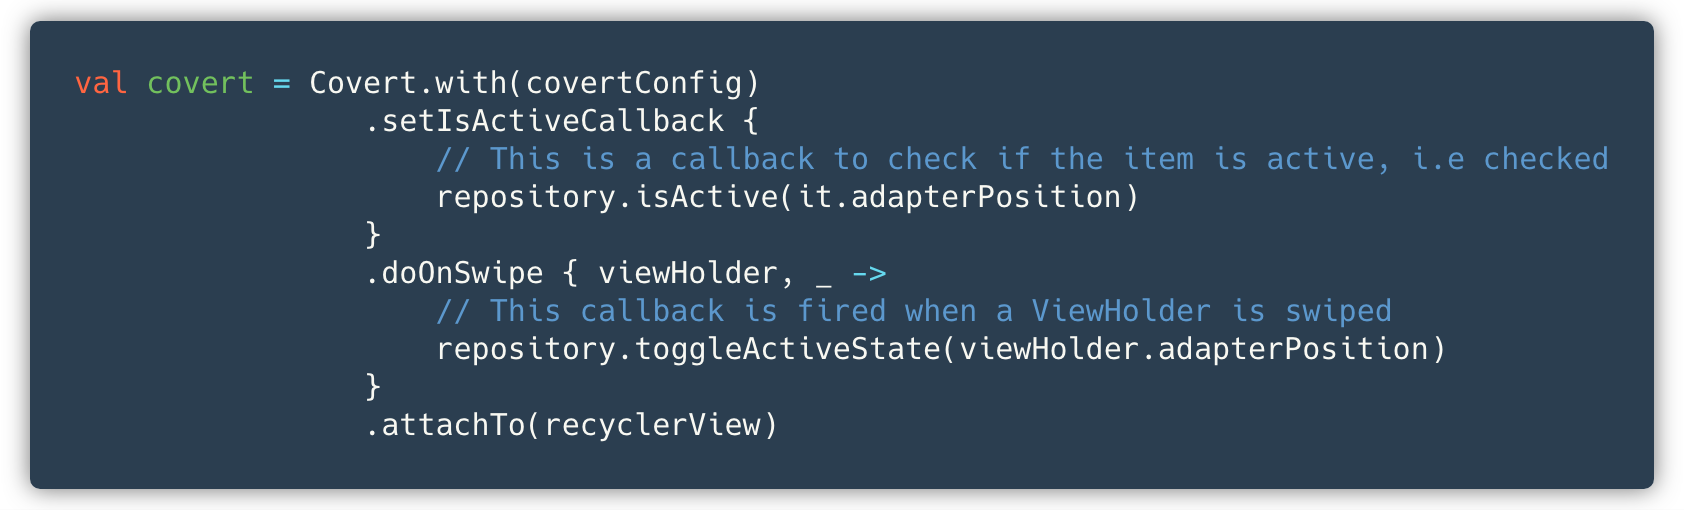 val covert = Covert.with(covertConfig)
.setIsActiveCallback {
// This is a callback to check if the item is active, i.e checked
repository.isActive(it.adapterPosition)
}
.doOnSwipe { viewHolder, _ ->
// This callback is fired when a ViewHolder is swiped
repository.toggleActiveState(viewHolder.adapterPosition)
}
.attachTo(recyclerView)